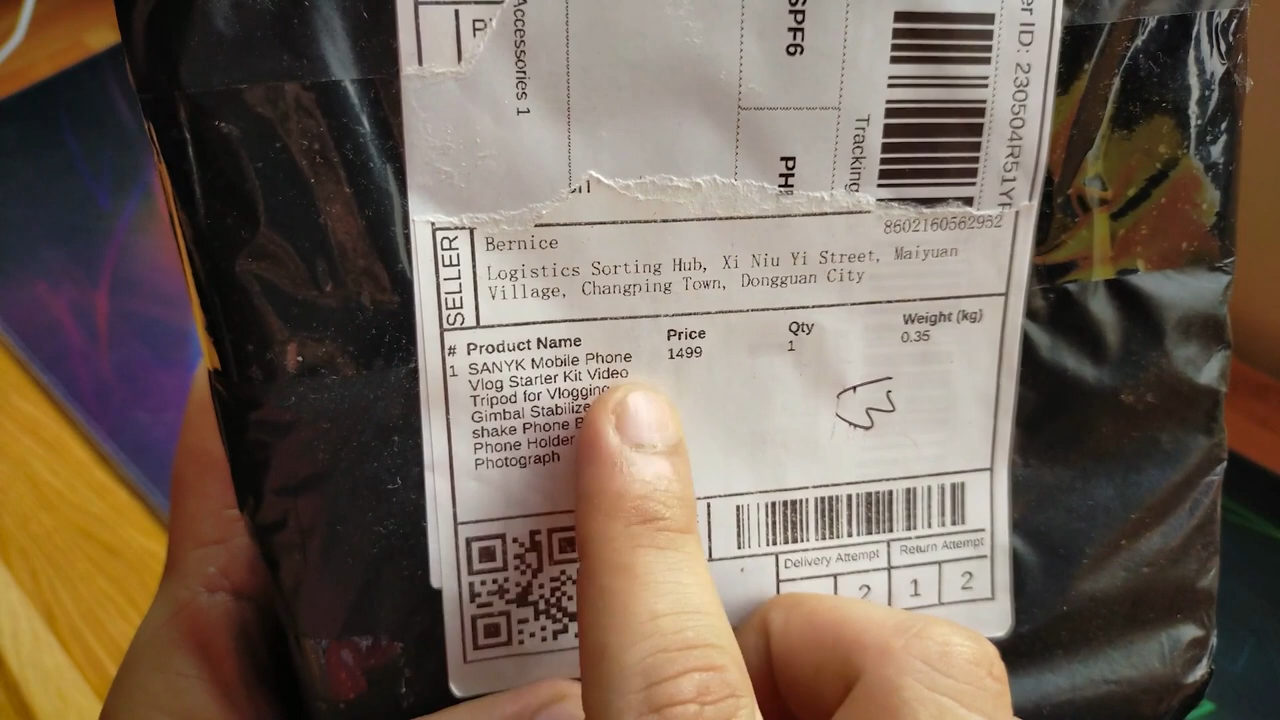 Accessories 1
SPF6
Tracking
er ID: 230504R51Y
8602160562952
SELLER
Bernice
Logistics Sorting Hub, Xi Niu Yi Street, Maiyuan
Village, Changping Town, Dongguan City
# Product Name Price Qty Weight (kg)
1 SANYK Mobile Phone 1499 1 0.35
Vlog Starter Kit Video
Tripod for Vlogging
Gimbal Stabilize
shake Phone
Phone Holder
Photograph
Delivery Attempt Return Attempt
2 1 2